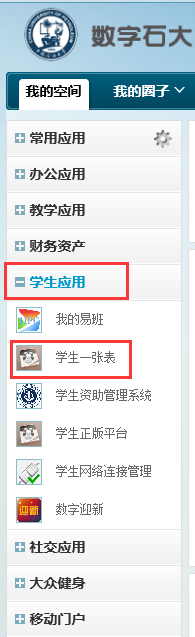 数字石大
我的空间 我的圈子
常用应用
办公应用
教学应用
财务资产
学生应用
我的易班
学生一张表
学生资助管理系统
学生正版平台
学生网络连接管理
迎新
数字迎新
社交应用
大众健身
移动门户